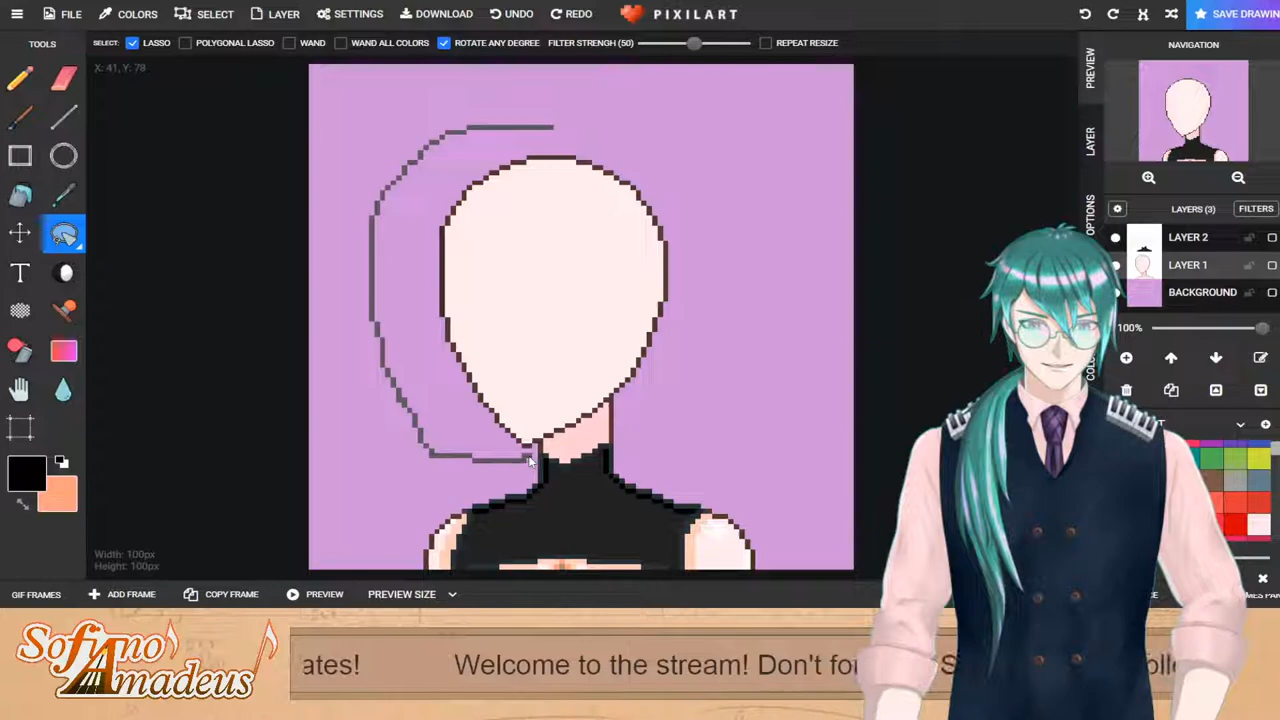 FILE COLORS SELECT LAYER SETTINGS DOWNLOAD UNDO REDO PIXILART SAVE DRAWIN
TOOLS SELECT: LASSO POLYGONAL LASSO WAND WAND ALL COLORS ROTATE ANY DEGREE FILTER STRENGH (50) REPEAT RESIZE NAVIGATION
X: 41, Y: 78
PREVIEW
LAYER
OPTIONS
LAYERS (3) FILTERS
LAYER 2
LAYER 1
BACKGROUND
100%
T
Width: 100px
Height: 100px
GIF FRAMES ADD FRAME COPY FRAME PREVIEW PREVIEW SIZE
Sofiano
Amadeus
ates! Welcome to the stream! Don't